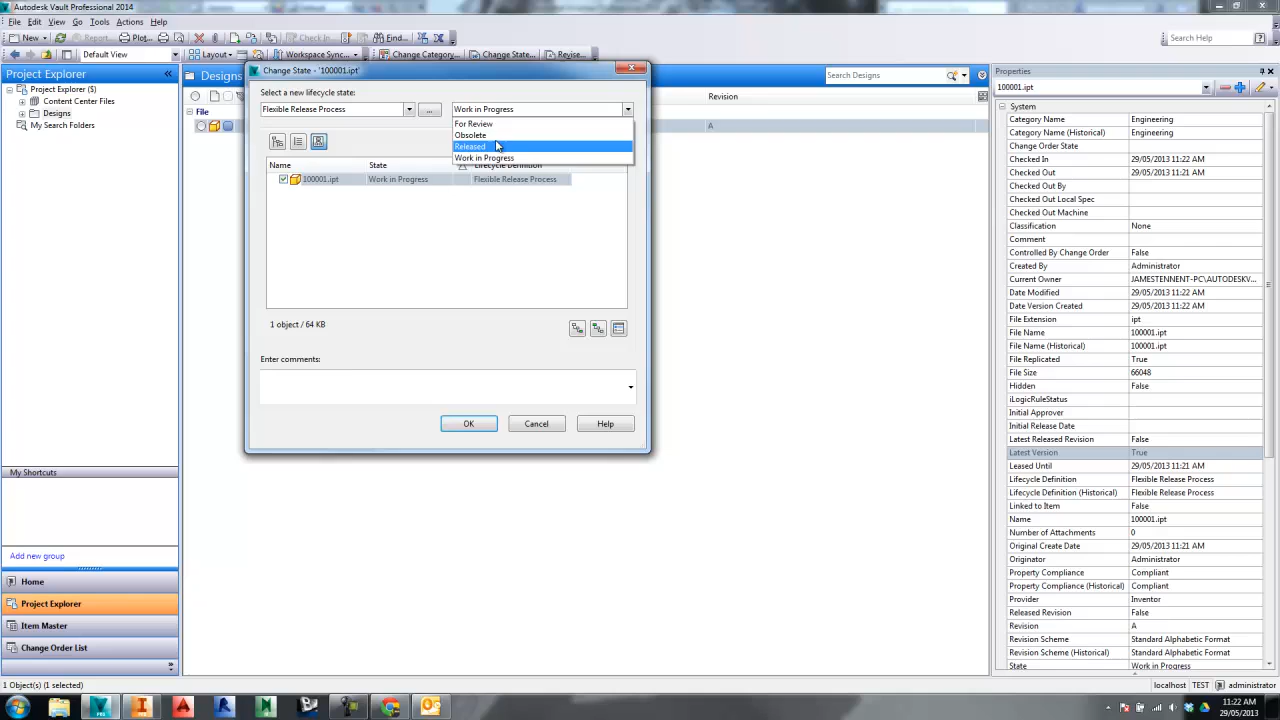 Autodesk Vault Professional 2014
File Edit View Go Tools Actions Help
New Report... Plot... Check In... Find...
Search Help
Default View Layout Workspace Sync... Change Category... Change State... Revise...
Project Explorer
Project Explorer ($)
Content Center Files
Designs
My Search Folders
My Shortcuts
Add new group
Home
Project Explorer
Item Master
Change Order List
Designs
Search Designs
Revision
File
A
Change State - '100001.ipt'
Select a new lifecycle state:
Flexible Release Process
...
Work in Progress
For Review
Obsolete
Released
Work in Progress
Name State Lifecycle Definition
100001.ipt Work in Progress Flexible Release Process
1 object / 64 KB
Enter comments:
OK Cancel Help
Properties
100001.ipt
System
Category Name Engineering
Category Name (Historical) Engineering
Change Order State
Checked In 29/05/2013 11:22 AM
Checked Out 29/05/2013 11:21 AM
Checked Out By
Checked Out Local Spec
Checked Out Machine
Classification None
Comment
Controlled By Change Order False
Created By Administrator
Current Owner JAMESTENNENT-PC\AUTODESKV...
Date Modified 29/05/2013 11:22 AM
Date Version Created 29/05/2013 11:22 AM
File Extension ipt
File Name 100001.ipt
File Name (Historical) 100001.ipt
File Replicated True
File Size 66048
Hidden False
iLogicRuleStatus
Initial Approver
Initial Release Date
Latest Released Revision False
Latest Version True
Leased Until 29/05/2013 11:21 AM
Lifecycle Definition Flexible Release Process
Lifecycle Definition (Historical) Flexible Release Process
Linked to Item False
Name 100001.ipt
Number of Attachments 0
Original Create Date 29/05/2013 11:21 AM
Originator Administrator
Property Compliance Compliant
Property Compliance (Historical) Compliant
Provider Inventor
Released Revision False
Revision A
Revision Scheme Standard Alphabetic Format
Revision Scheme (Historical) Standard Alphabetic Format
State Work in Progress
1 Object(s) (1 selected)
localhost TEST administrator
11:22 AM
29/05/2013